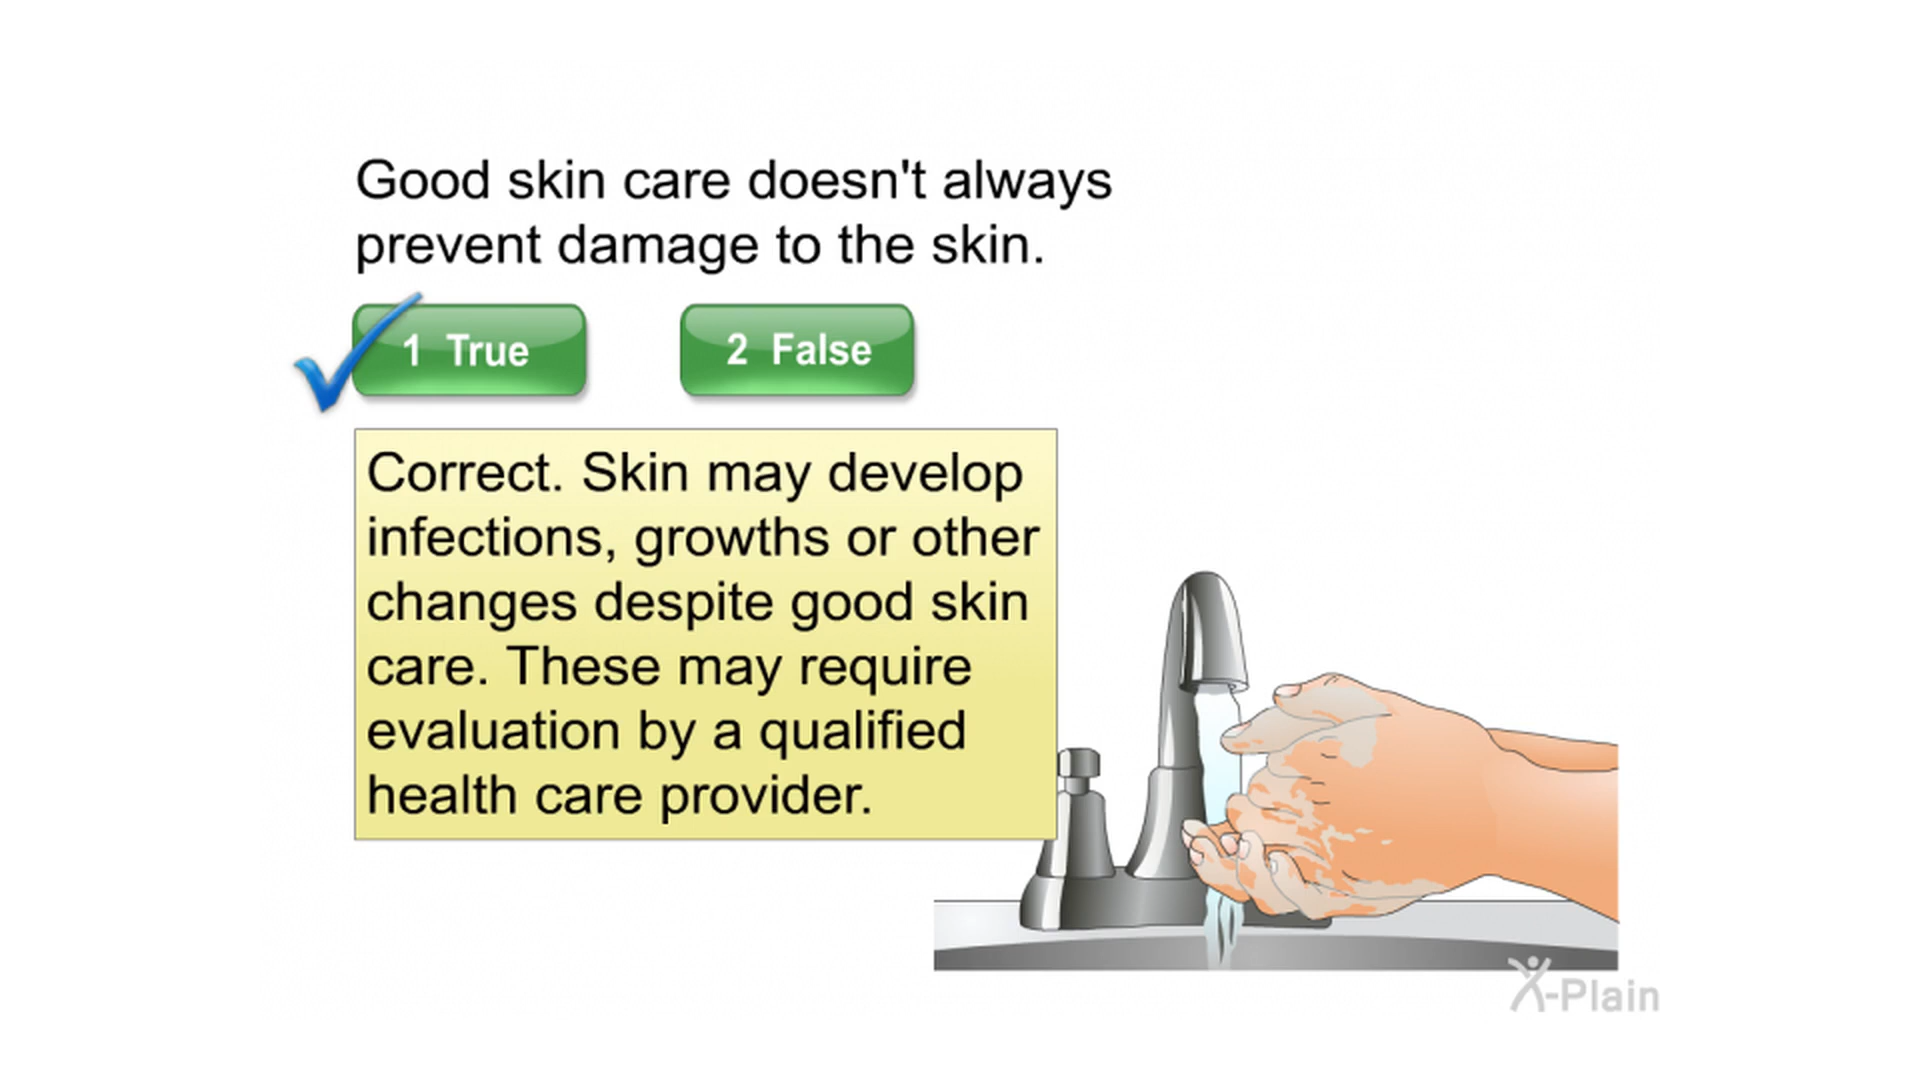 Good skin care doesn't always
prevent damage to the skin.
1 True
2 False
Correct. Skin may develop
infections, growths or other
changes despite good skin
care. These may require
evaluation by a qualified
health care provider.
X-Plain